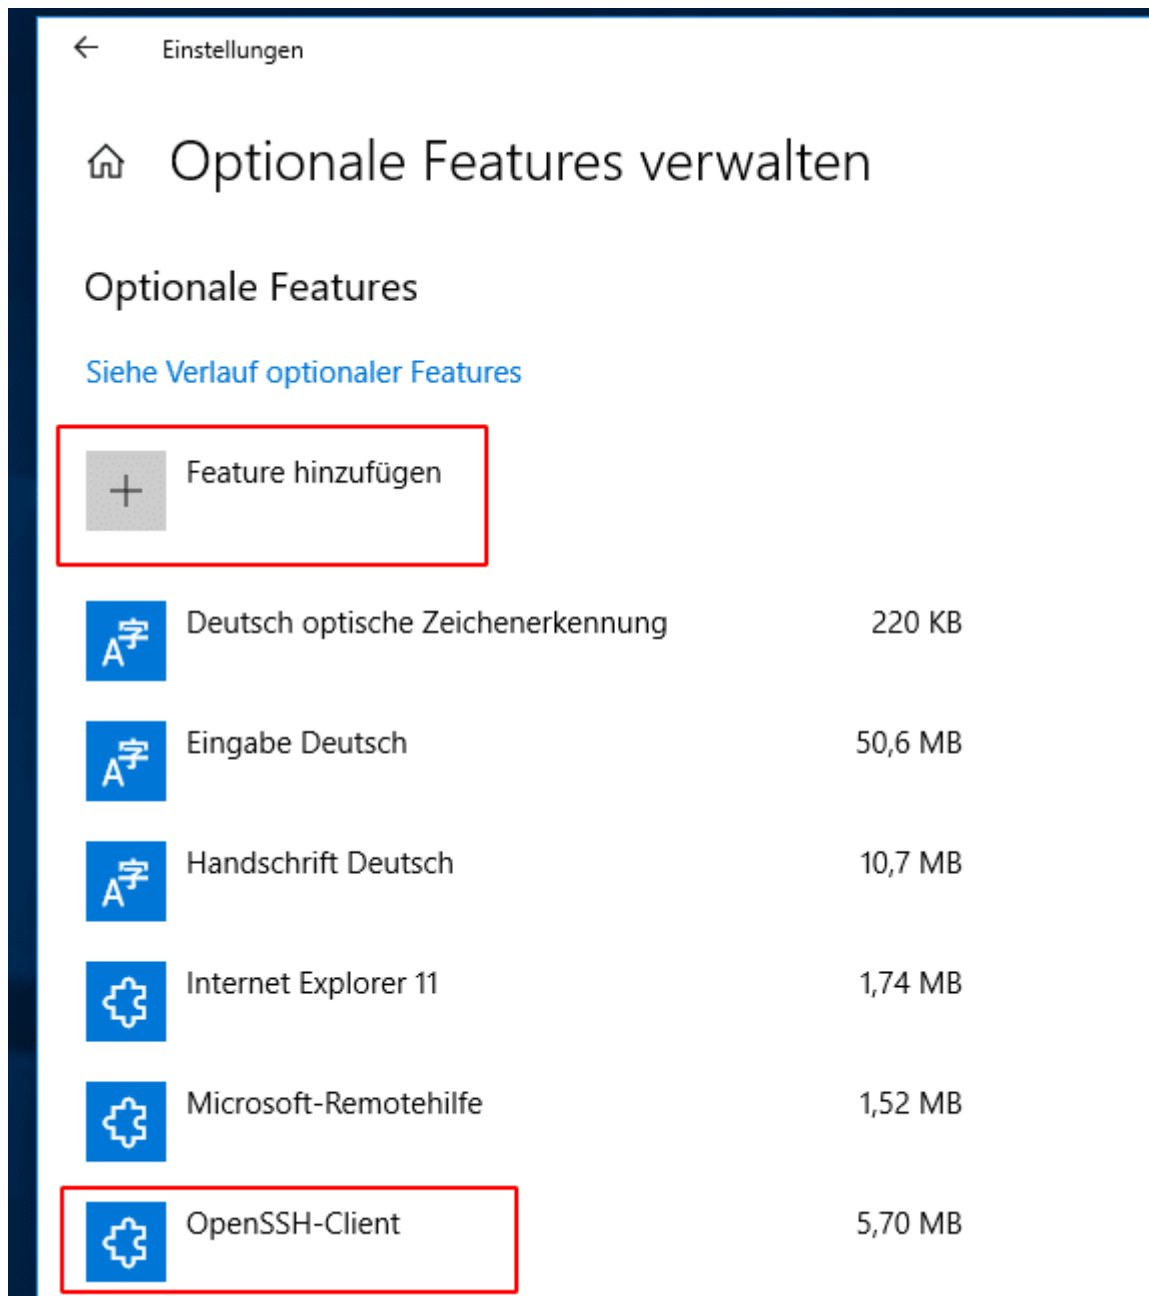 Einstellungen
Optionale Features verwalten
Optionale Features
Siehe Verlauf optionaler Features
Feature hinzufügen
Deutsch optische Zeichenerkennung 220 KB
Eingabe Deutsch 50,6 MB
Handschrift Deutsch 10,7 MB
Internet Explorer 11 1,74 MB
Microsoft-Remotehilfe 1,52 MB
OpenSSH-Client 5,70 MB